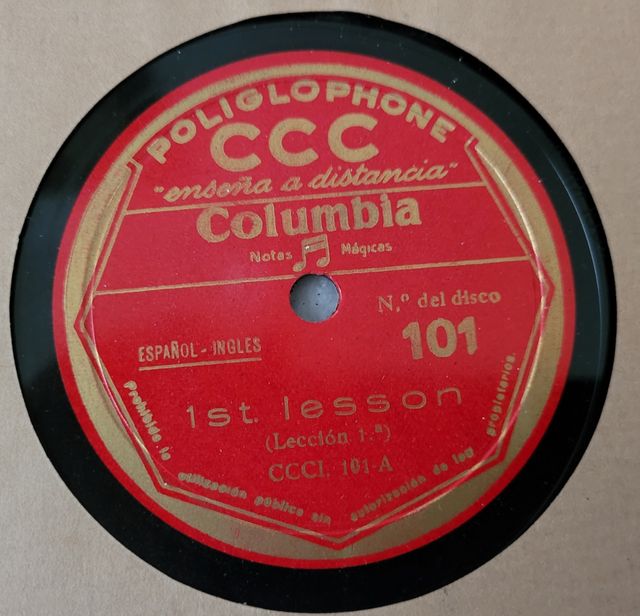 POLIGLOPHONE
CCC
"enseña a distancia"
Columbia
Notas Mágicas
N.º del disco
101
ESPAÑOL - INGLES
1st. lesson
(Lección 1.ª)
CCCI. 101-A
Prohibida la utilización pública sin autorización de los propietarios.